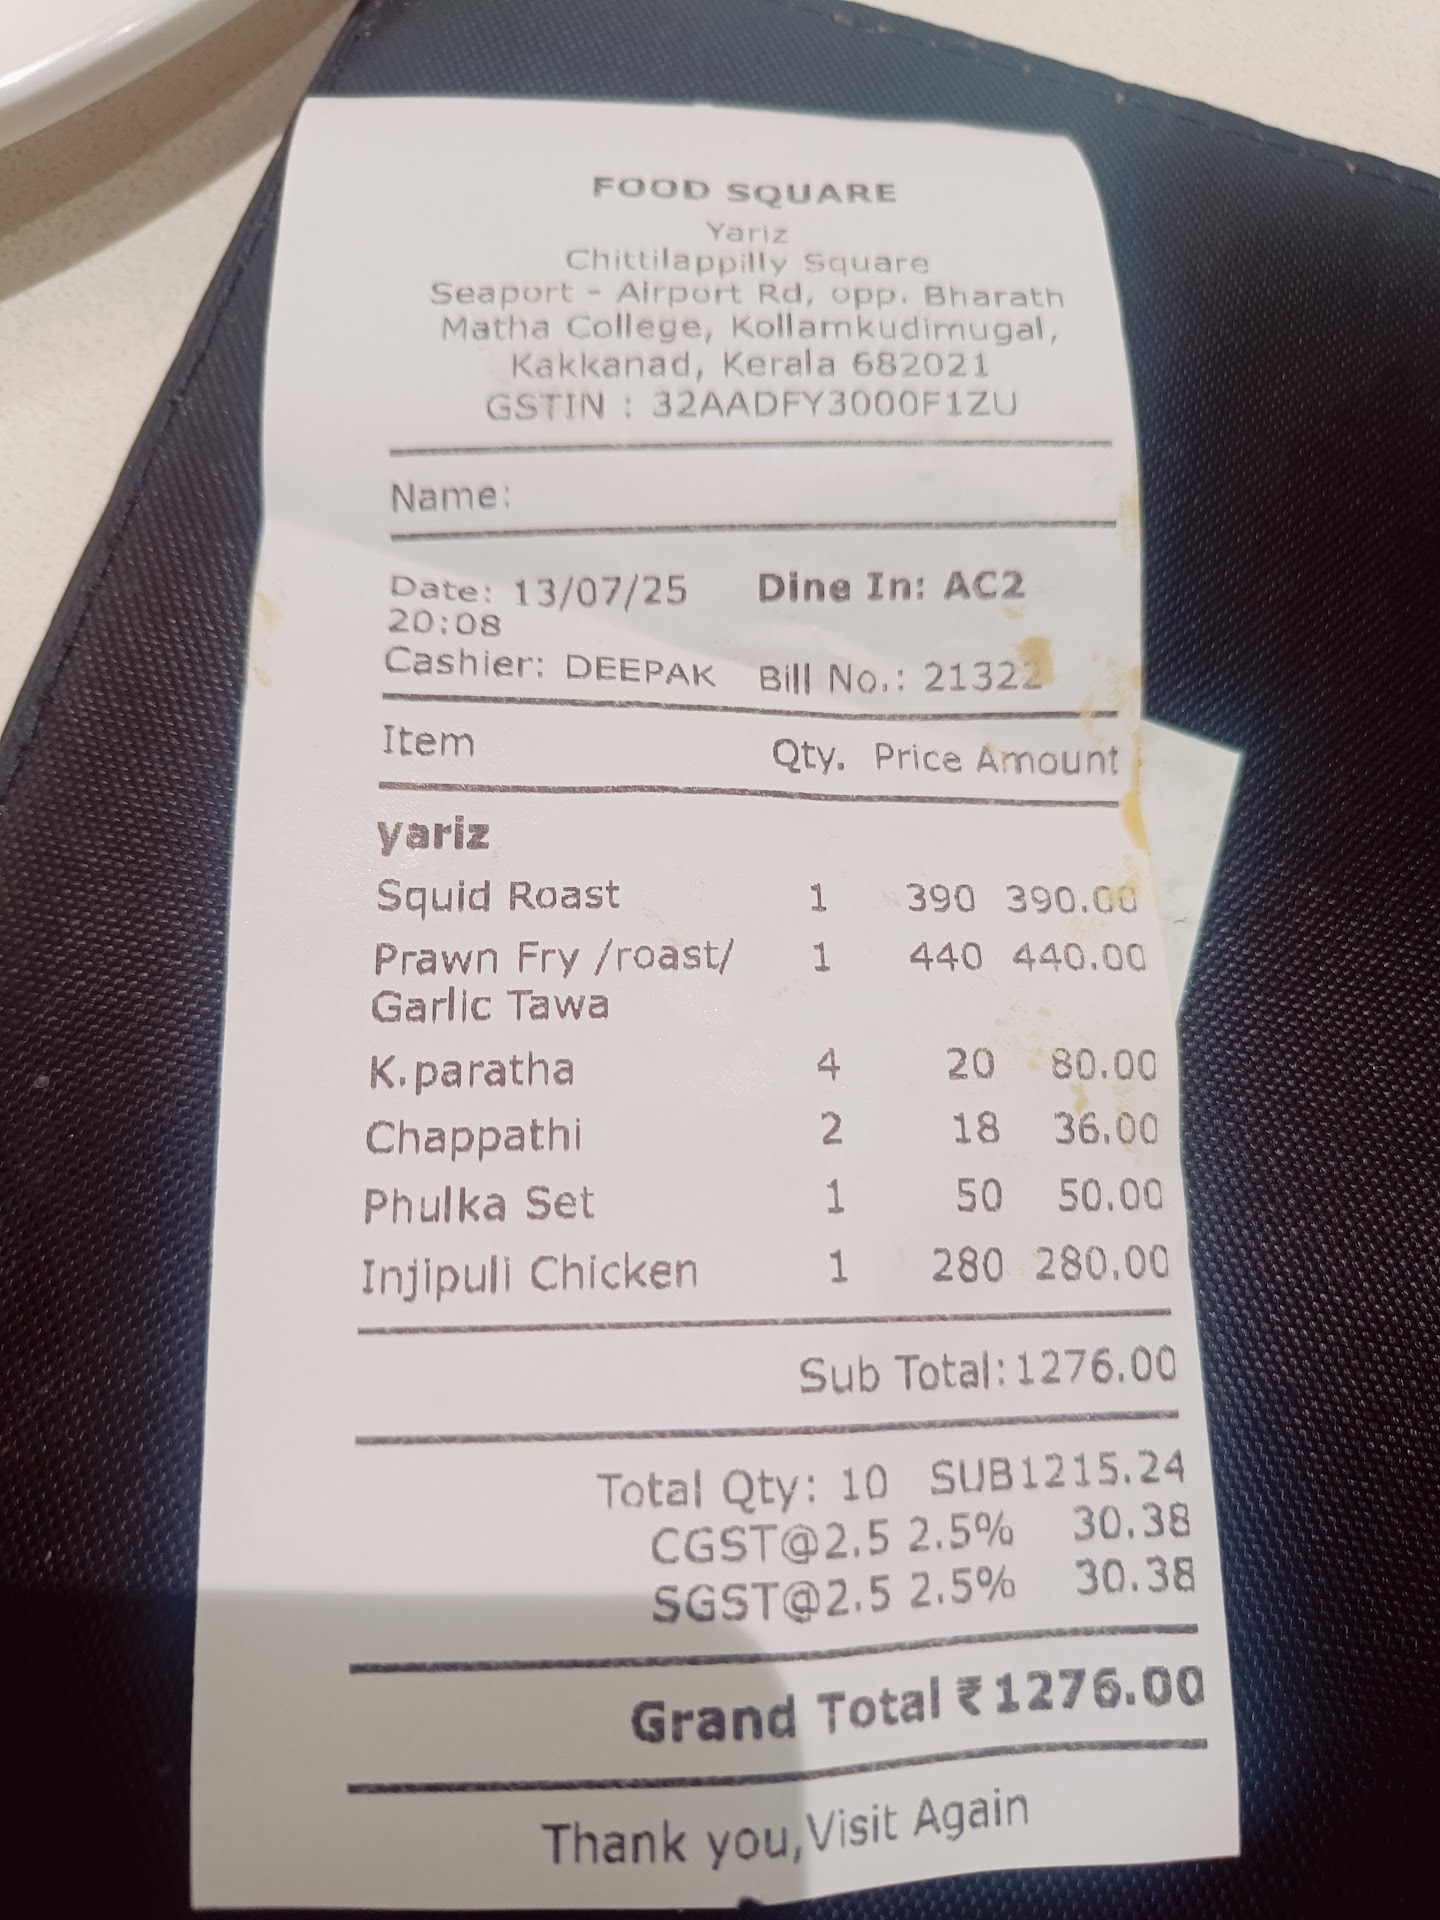 FOOD SQUARE
Yariz
Chittilappilly Square
Seaport - Airport Rd, opp. Bharath
Matha College, Kollamkudimugal,
Kakkanad, Kerala 682021
GSTIN : 32AADFY3000F1ZU
Name:
Date: 13/07/25 Dine In: AC2
20:08
Cashier: DEEPAK Bill No.: 21322
Item Qty. Price Amount
yariz
Squid Roast 1 390 390.00
Prawn Fry /roast/ 1 440 440.00
Garlic Tawa
K.paratha 4 20 80.00
Chappathi 2 18 36.00
Phulka Set 1 50 50.00
Injipuli Chicken 1 280 280.00
Sub Total: 1276.00
Total Qty: 10 SUB 1215.24
CGST@2.5 2.5% 30.38
SGST@2.5 2.5% 30.38
Grand Total ₹1276.00
Thank you,Visit Again